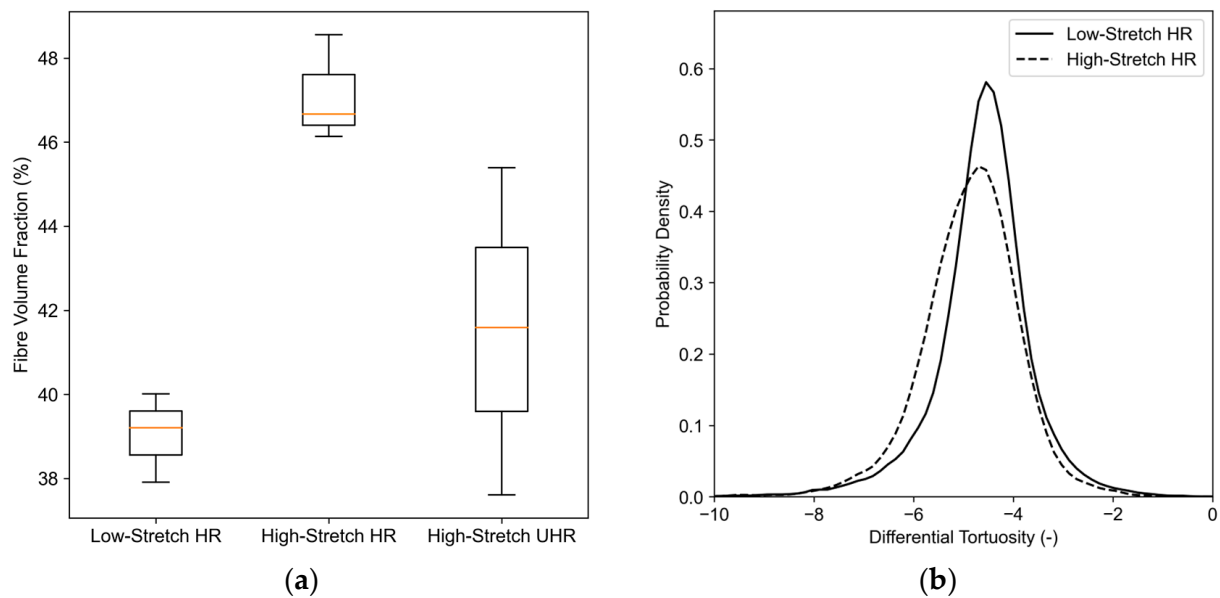 48
46
44
42
40
38
Fibre Volume Fraction (%)
Low-Stretch HR
High-Stretch HR
High-Stretch UHR
(a)
Low-Stretch HR
High-Stretch HR
0.6
0.5
0.4
0.3
0.2
0.1
0.0
Probability Density
−10
−8
−6
−4
−2
0
Differential Tortuosity (-)
(b)